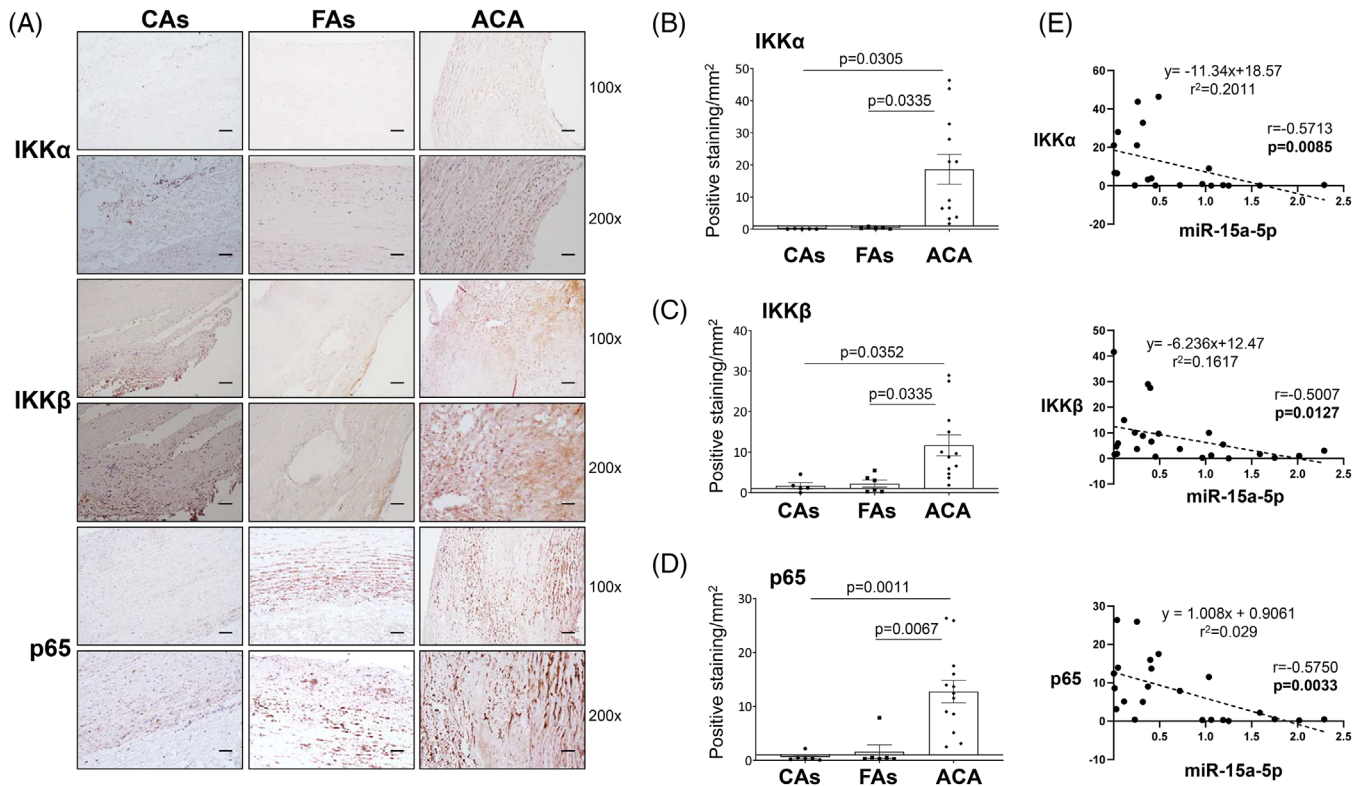 (A)
CAs FAs ACA
IKKα
100x
200x
IKKβ
100x
200x
p65
100x
200x
(B)
IKKα
Positive staining/mm²
50
40
30
20
10
0
p=0.0305
p=0.0335
CAs FAs ACA
(C)
IKKβ
Positive staining/mm²
40
30
20
10
0
p=0.0352
p=0.0335
CAs FAs ACA
(D)
p65
Positive staining/mm²
30
20
10
0
p=0.0011
p=0.0067
CAs FAs ACA
(E)
IKKα
60
40
20
0
-20
y= -11.34x+18.57
r²=0.2011
r=-0.5713
p=0.0085
0.5 1.0 1.5 2.0 2.5
miR-15a-5p
IKKβ
50
40
30
20
10
0
-10
y= -6.236x+12.47
r²=0.1617
r=-0.5007
p=0.0127
0.5 1.0 1.5 2.0 2.5
miR-15a-5p
p65
30
20
10
0
-10
y = 1.008x + 0.9061
r²=0.029
r=-0.5750
p=0.0033
0.5 1.0 1.5 2.0 2.5
miR-15a-5p